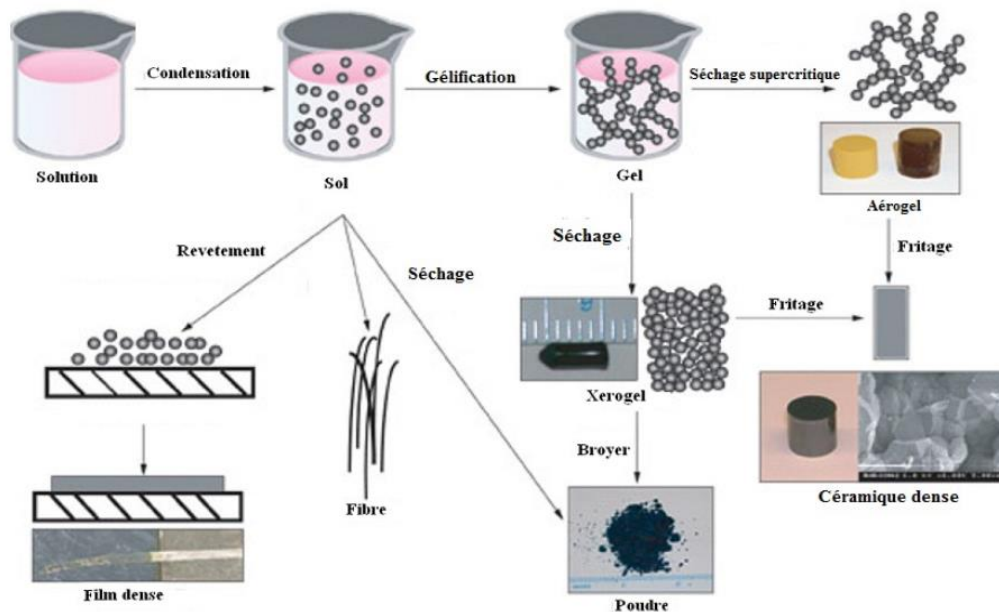 Condensation
Gélification
Séchage supercritique
Solution
Sol
Gel
Aérogel
Revetement
Séchage
Séchage
Fritage
Fritage
Xerogel
Broyer
Fibre
Céramique dense
Film dense
Poudre